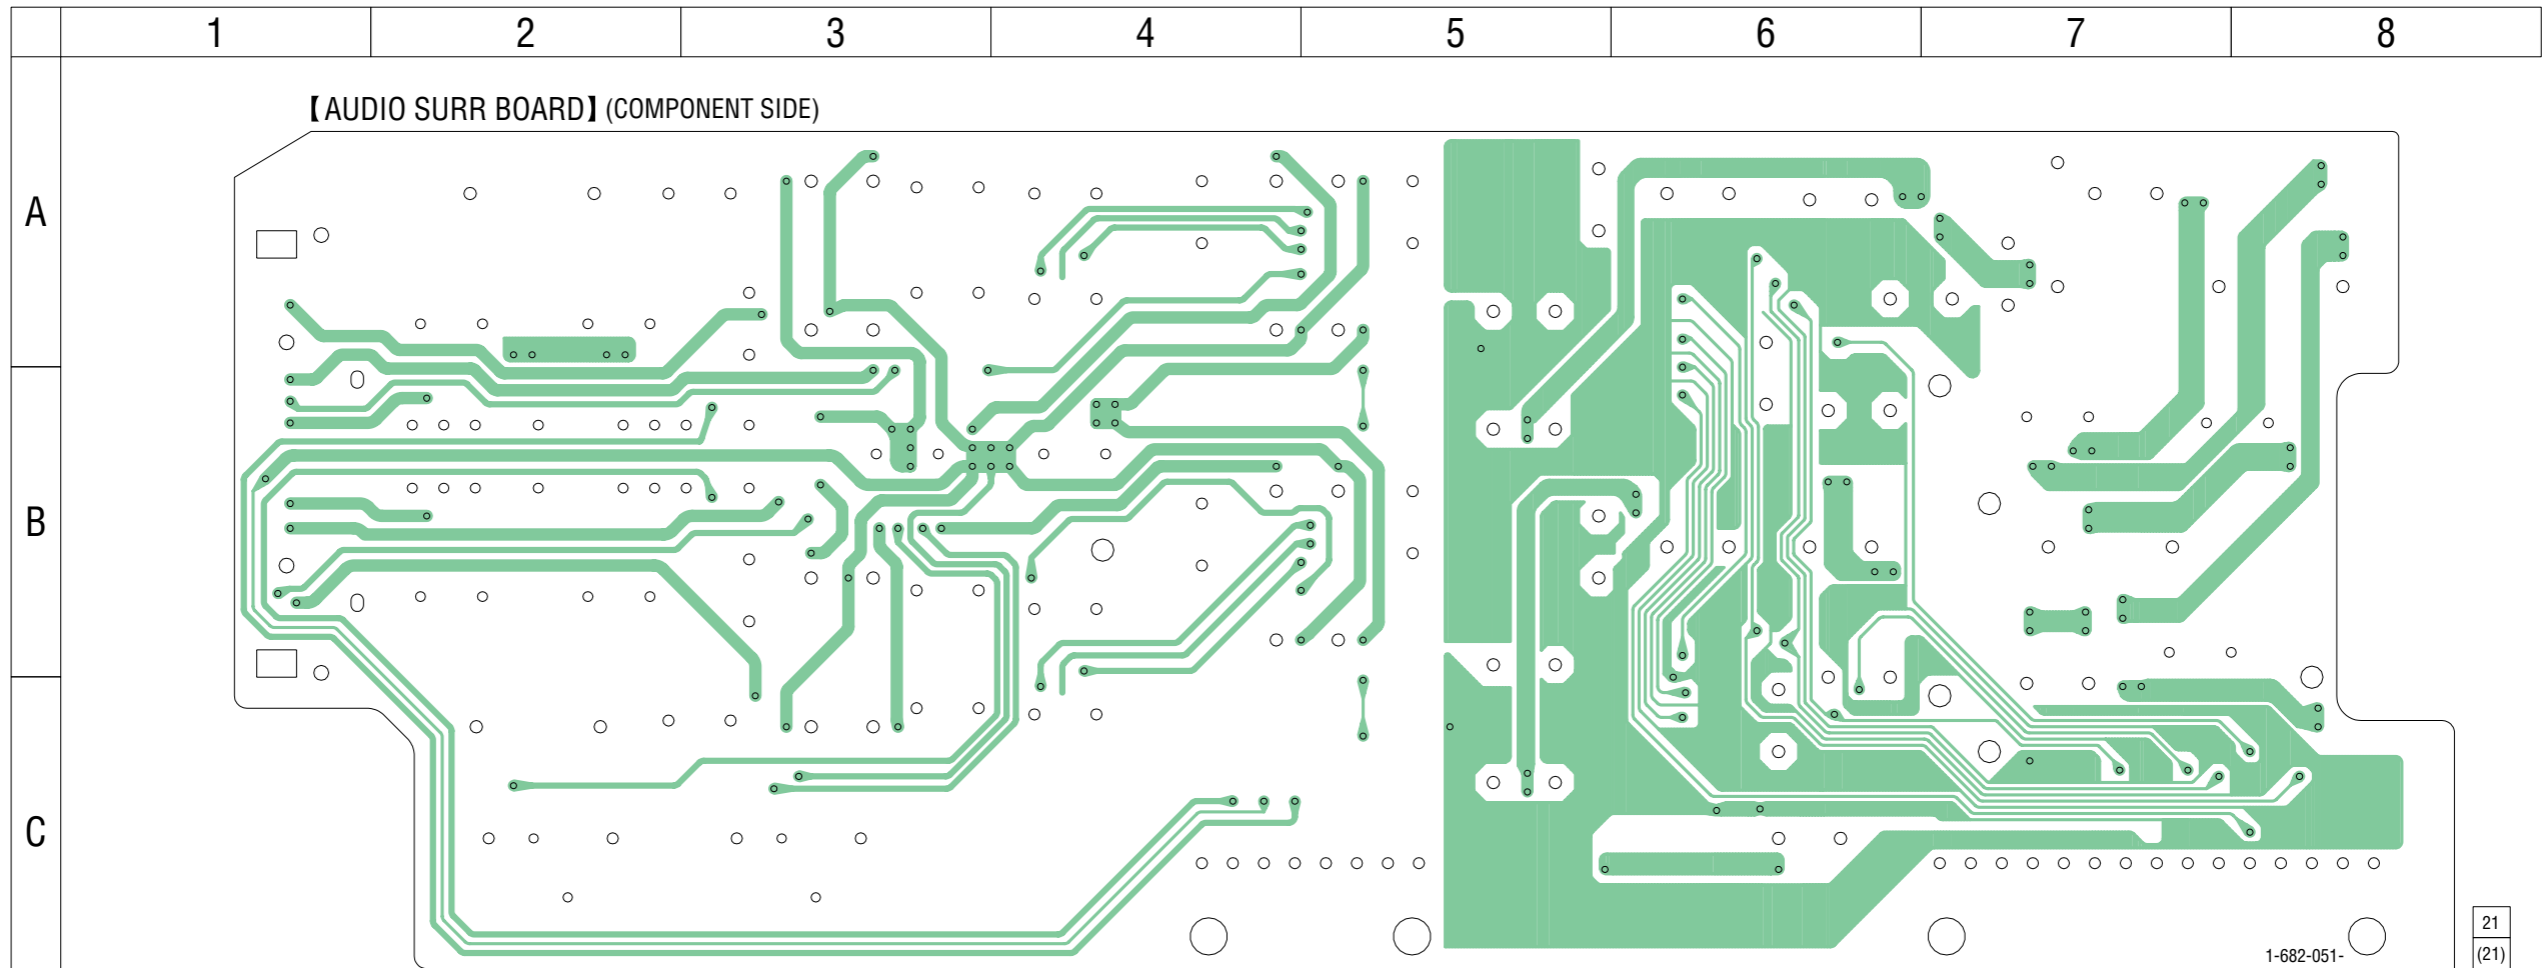 1 2 3 4 5 6 7 8
【AUDIO SURR BOARD】 (COMPONENT SIDE)
A
B
C
21
1-682-051-
(21)